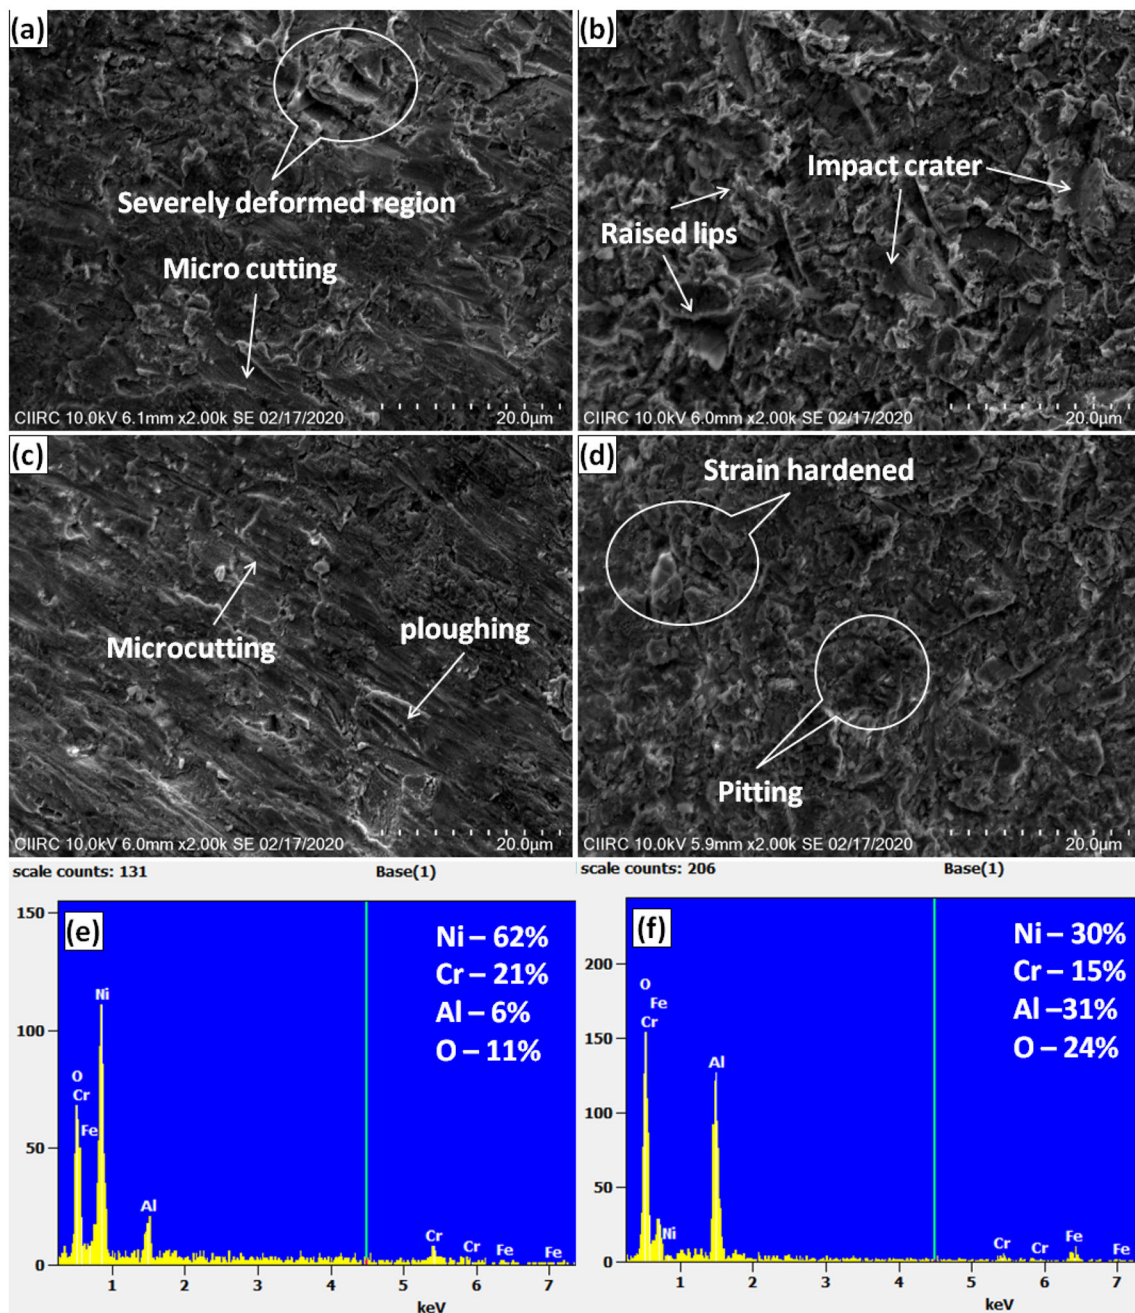 (a)
Severely deformed region
Micro cutting
CIIRC 10.0kV 6.1mm x2.00k SE 02/17/2020
20.0µm
(b)
Impact crater
Raised lips
CIIRC 10.0kV 6.0mm x2.00k SE 02/17/2020
20.0µm
(c)
Microcutting
ploughing
CIIRC 10.0kV 6.0mm x2.00k SE 02/17/2020
20.0µm
(d)
Strain hardened
Pitting
CIIRC 10.0kV 5.9mm x2.00k SE 02/17/2020
20.0µm
scale counts: 131
Base(1)
(e)
Ni – 62%
Cr – 21%
Al – 6%
O – 11%
150
100
50
0
Ni
O
Cr
Fe
Al
Cr
Cr
Fe
Fe
1 2 3 4 5 6 7
keV
scale counts: 206
Base(1)
(f)
Ni – 30%
Cr – 15%
Al –31%
O – 24%
200
150
100
50
0
O
Fe
Cr
Ni
Al
Cr
Cr
Fe
Fe
1 2 3 4 5 6 7
keV